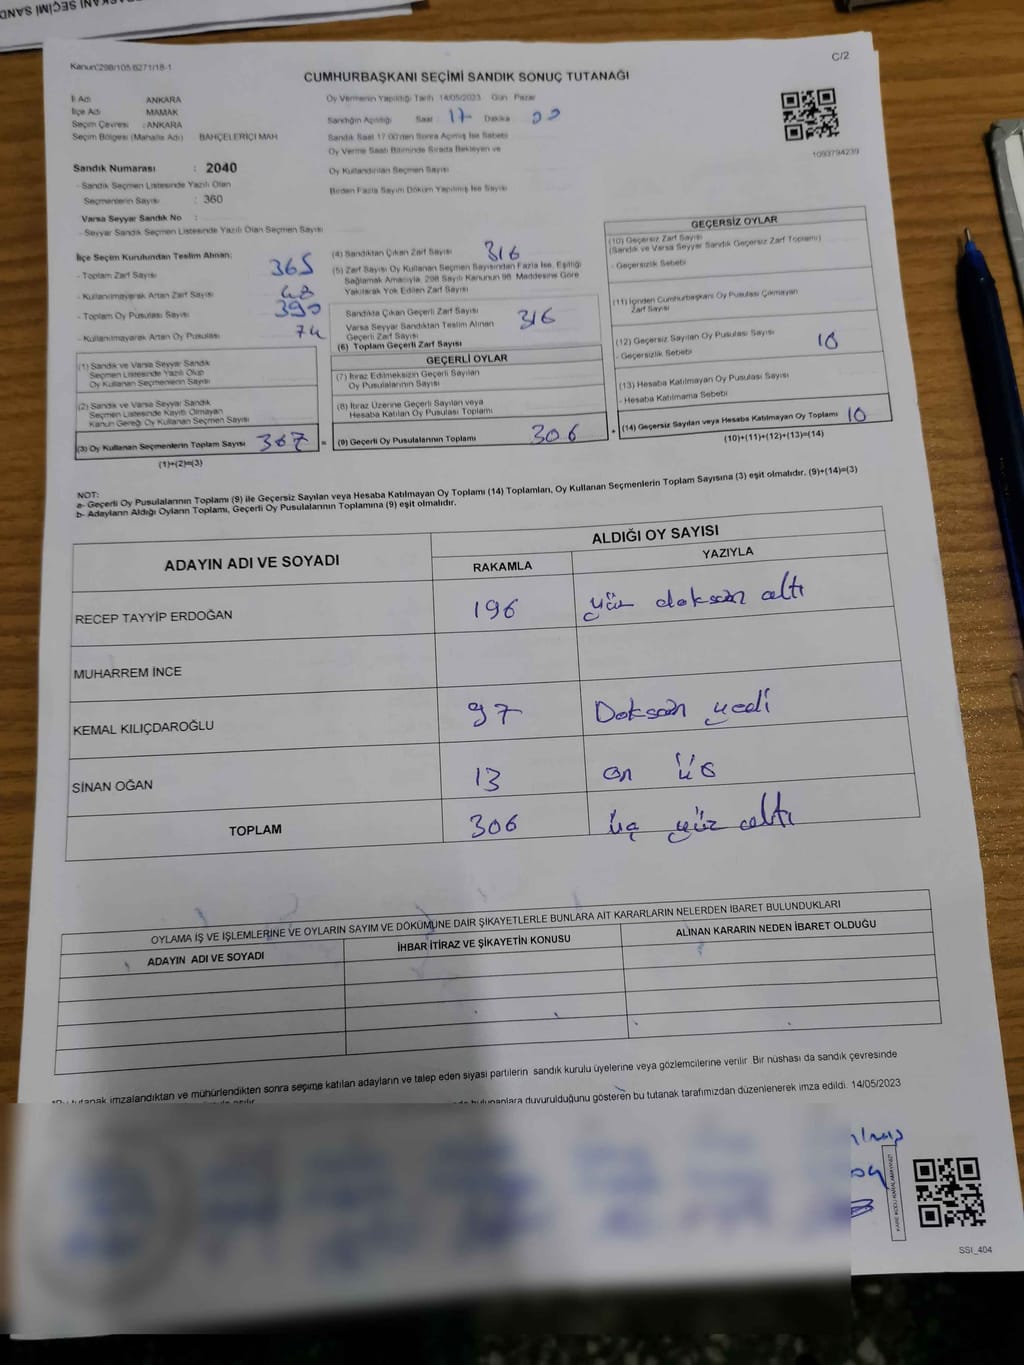 Kanun:298/105 6271/18-1
C/2
CUMHURBAŞKANI SEÇİMİ SANDIK SONUÇ TUTANAĞI
İl Adı ANKARA
İlçe Adı MAMAK
Seçim Çevresi : ANKARA
Seçim Bölgesi (Mahalle Adı) BAHÇELERİÇİ MAH
Sandık Numarası : 2040
- Sandık Seçmen Listesinde Yazılı Olan
Seçmenlerin Sayısı : 360
Varsa Seyyar Sandık No :
- Seyyar Sandık Seçmen Listesinde Yazılı Olan Seçmen Sayısı
Oy Vermenin Yapıldığı Tarih 14/05/2023 Gün Pazar
Sandığın Açıldığı Saat 17 Dakika 00
Sandık Saat 17.00'den Sonra Açılmış İse Sebebi
Oy Verme Saati Bitiminde Sırada Bekleyen ve
Oy Kullandırılan Seçmen Sayısı
Birden Fazla Sayım Döküm Yapılmış İse Sayısı
1093794239
İlçe Seçim Kurulundan Teslim Alınan:
- Toplam Zarf Sayısı 365
- Kullanılmayarak Artan Zarf Sayısı 48
- Toplam Oy Pusulası Sayısı 390
- Kullanılmayarak Artan Oy Pusulası 74
(1) Sandık ve Varsa Seyyar Sandık
Seçmen Listesinde Yazılı Olup
Oy Kullanan Seçmenlerin Sayısı
(2) Sandık ve Varsa Seyyar Sandık
Seçmen Listesinde Kayıtlı Olmayan
Kanun Gereği Oy Kullanan Seçmen Sayısı
(3) Oy Kullanan Seçmenlerin Toplam Sayısı =
(1)+(2)=(3)
(4) Sandıktan Çıkan Zarf Sayısı 316
(5) Zarf Sayısı Oy Kullanan Seçmen Sayısından Fazla İse, Eşitliği
Sağlamak Amacıyla, 298 Sayılı Kanunun 98. Maddesine Göre
Yakılarak Yok Edilen Zarf Sayısı
Sandıkta Çıkan Geçerli Zarf Sayısı
Varsa Seyyar Sandıktan Teslim Alınan 316
Geçerli Zarf Sayısı
(6) Toplam Geçerli Zarf Sayısı
GEÇERLİ OYLAR
(7) İtiraz Edilmeksizin Geçerli Sayılan
Oy Pusulalarının Sayısı
(8) İtiraz Üzerine Geçerli Sayılan veya
Hesaba Katılan Oy Pusulası Toplamı
(9) Geçerli Oy Pusulalarının Toplamı 306 +
GEÇERSİZ OYLAR
(10) Geçersiz Zarf Sayısı
(Sandık ve Varsa Seyyar Sandık Geçersiz Zarf Toplamı)
- Geçersizlik Sebebi
(11) İçinden Cumhurbaşkanı Oy Pusulası Çıkmayan
Zarf Sayısı
(12) Geçersiz Sayılan Oy Pusulası Sayısı 10
- Geçersizlik Sebebi
(13) Hesaba Katılmayan Oy Pusulası Sayısı
- Hesaba Katılmama Sebebi
(14) Geçersiz Sayılan veya Hesaba Katılmayan Oy Toplamı 10
(10)+(11)+(12)+(13)=(14)
NOT:
a- Geçerli Oy Pusulalarının Toplamı (9) ile Geçersiz Sayılan veya Hesaba Katılmayan Oy Toplamı (14) Toplamları, Oy Kullanan Seçmenlerin Toplam Sayısına (3) eşit olmalıdır. (9)+(14)=(3)
b- Adayların Aldığı Oyların Toplamı, Geçerli Oy Pusulalarının Toplamına (9) eşit olmalıdır.
ADAYIN ADI VE SOYADI
ALDIĞI OY SAYISI
RAKAMLA YAZIYLA
RECEP TAYYİP ERDOĞAN 196 yüz doksan altı
MUHARREM İNCE
KEMAL KILIÇDAROĞLU 97 Doksan yedi
SİNAN OĞAN 13 on üç
TOPLAM 306 üç yüz altı
OYLAMA İŞ VE İŞLEMLERİNE VE OYLARIN SAYIM VE DÖKÜMÜNE DAİR ŞİKAYETLERLE BUNLARA AİT KARARLARIN NELERDEN İBARET BULUNDUKLARI
ADAYIN ADI VE SOYADI İHBAR İTİRAZ VE ŞİKAYETİN KONUSU ALINAN KARARIN NEDEN İBARET OLDUĞU
tutanak imzalandıktan ve mühürlendikten sonra seçime katılan adayların ve talep eden siyasi partilerin sandık kurulu üyelerine veya gözlemcilerine verilir. Bir nüshası da sandık çevresinde
bulunanlara duyurulduğunu gösteren bu tutanak tarafımızdan düzenlenerek imza edildi. 14/05/2023
KARE KODU KARALAMAYINIZ!
SSI_404